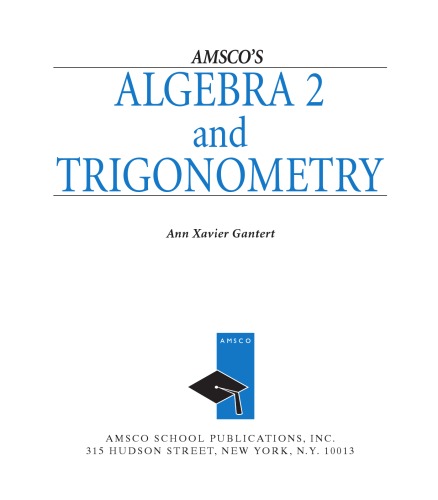 AMSCO'S
ALGEBRA 2
and
TRIGONOMETRY
Ann Xavier Gantert
AMSCO
AMSCO SCHOOL PUBLICATIONS, INC.
315 HUDSON STREET, NEW YORK, N.Y. 10013